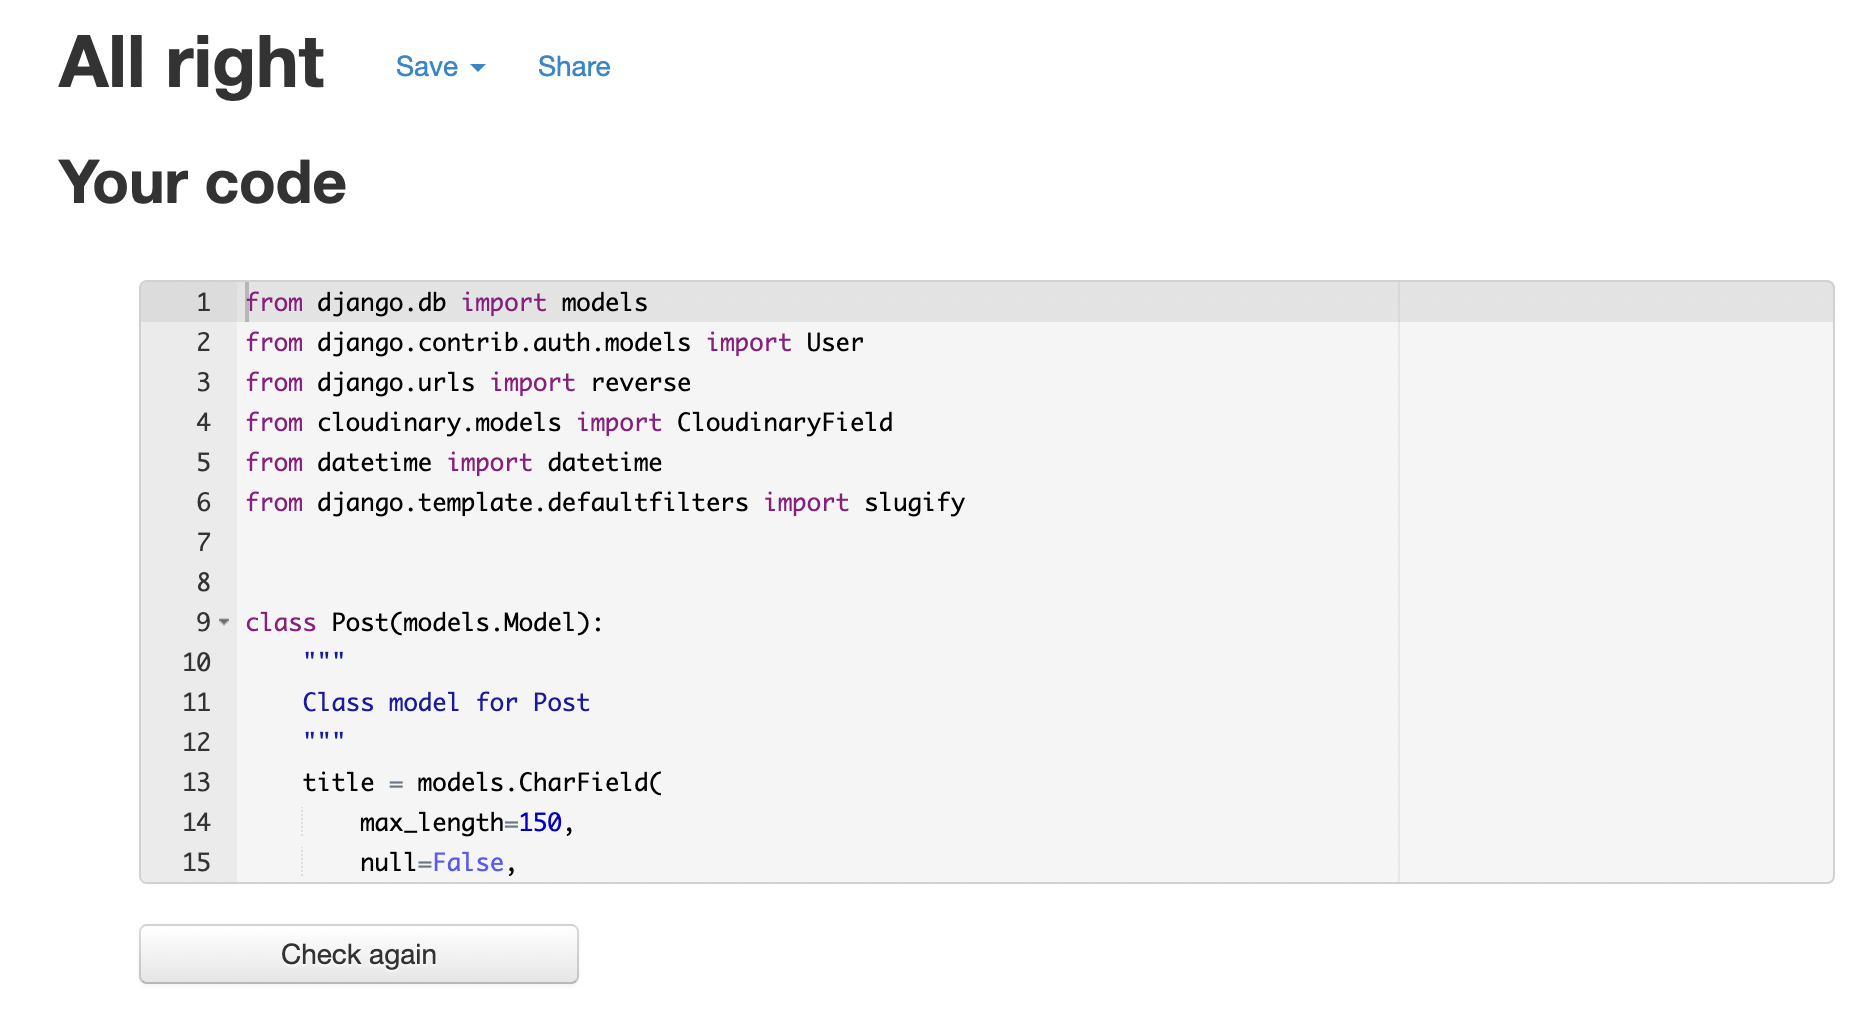 All right Save Share
Your code
1 from django.db import models
2 from django.contrib.auth.models import User
3 from django.urls import reverse
4 from cloudinary.models import CloudinaryField
5 from datetime import datetime
6 from django.template.defaultfilters import slugify
7
8
9 class Post(models.Model):
10 """
11 Class model for Post
12 """
13 title = models.CharField(
14 max_length=150,
15 null=False,
Check again